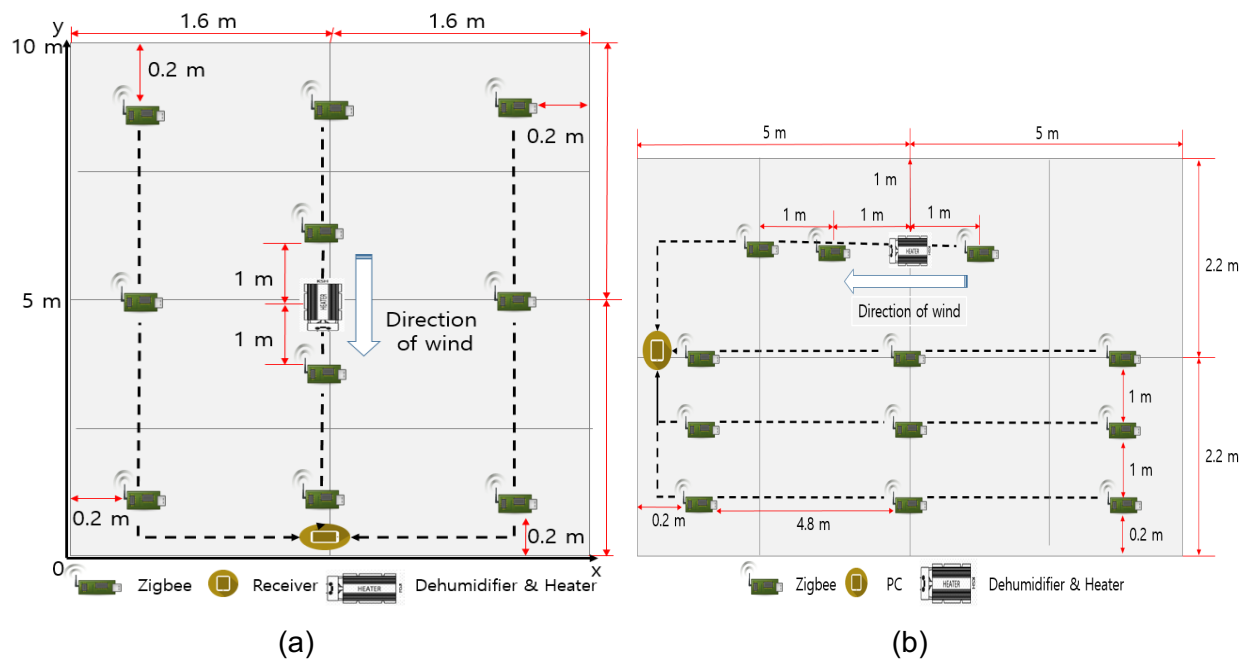 y
1.6 m
1.6 m
10 m
0.2 m
0.2 m
1 m
5 m
HEATER
1 m
Direction
of wind
0.2 m
0.2 m
0
x
Zigbee
Receiver
HEATER
Dehumidifier & Heater
(a)
5 m
5 m
1 m
1 m
1 m
1 m
HEATER
2.2 m
Direction of wind
1 m
2.2 m
1 m
0.2 m
4.8 m
0.2 m
Zigbee
PC
HEATER
Dehumidifier & Heater
(b)